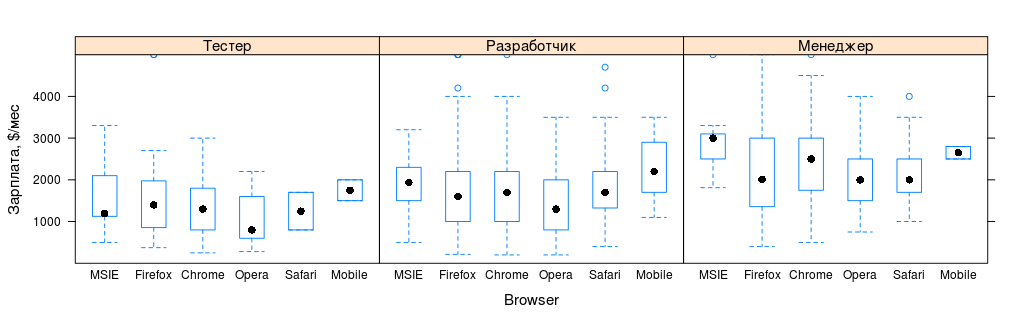 Тестер Разработчик Менеджер
Зарплата, $/мес
4000
3000
2000
1000
MSIE Firefox Chrome Opera Safari Mobile MSIE Firefox Chrome Opera Safari Mobile MSIE Firefox Chrome Opera Safari Mobile
Browser